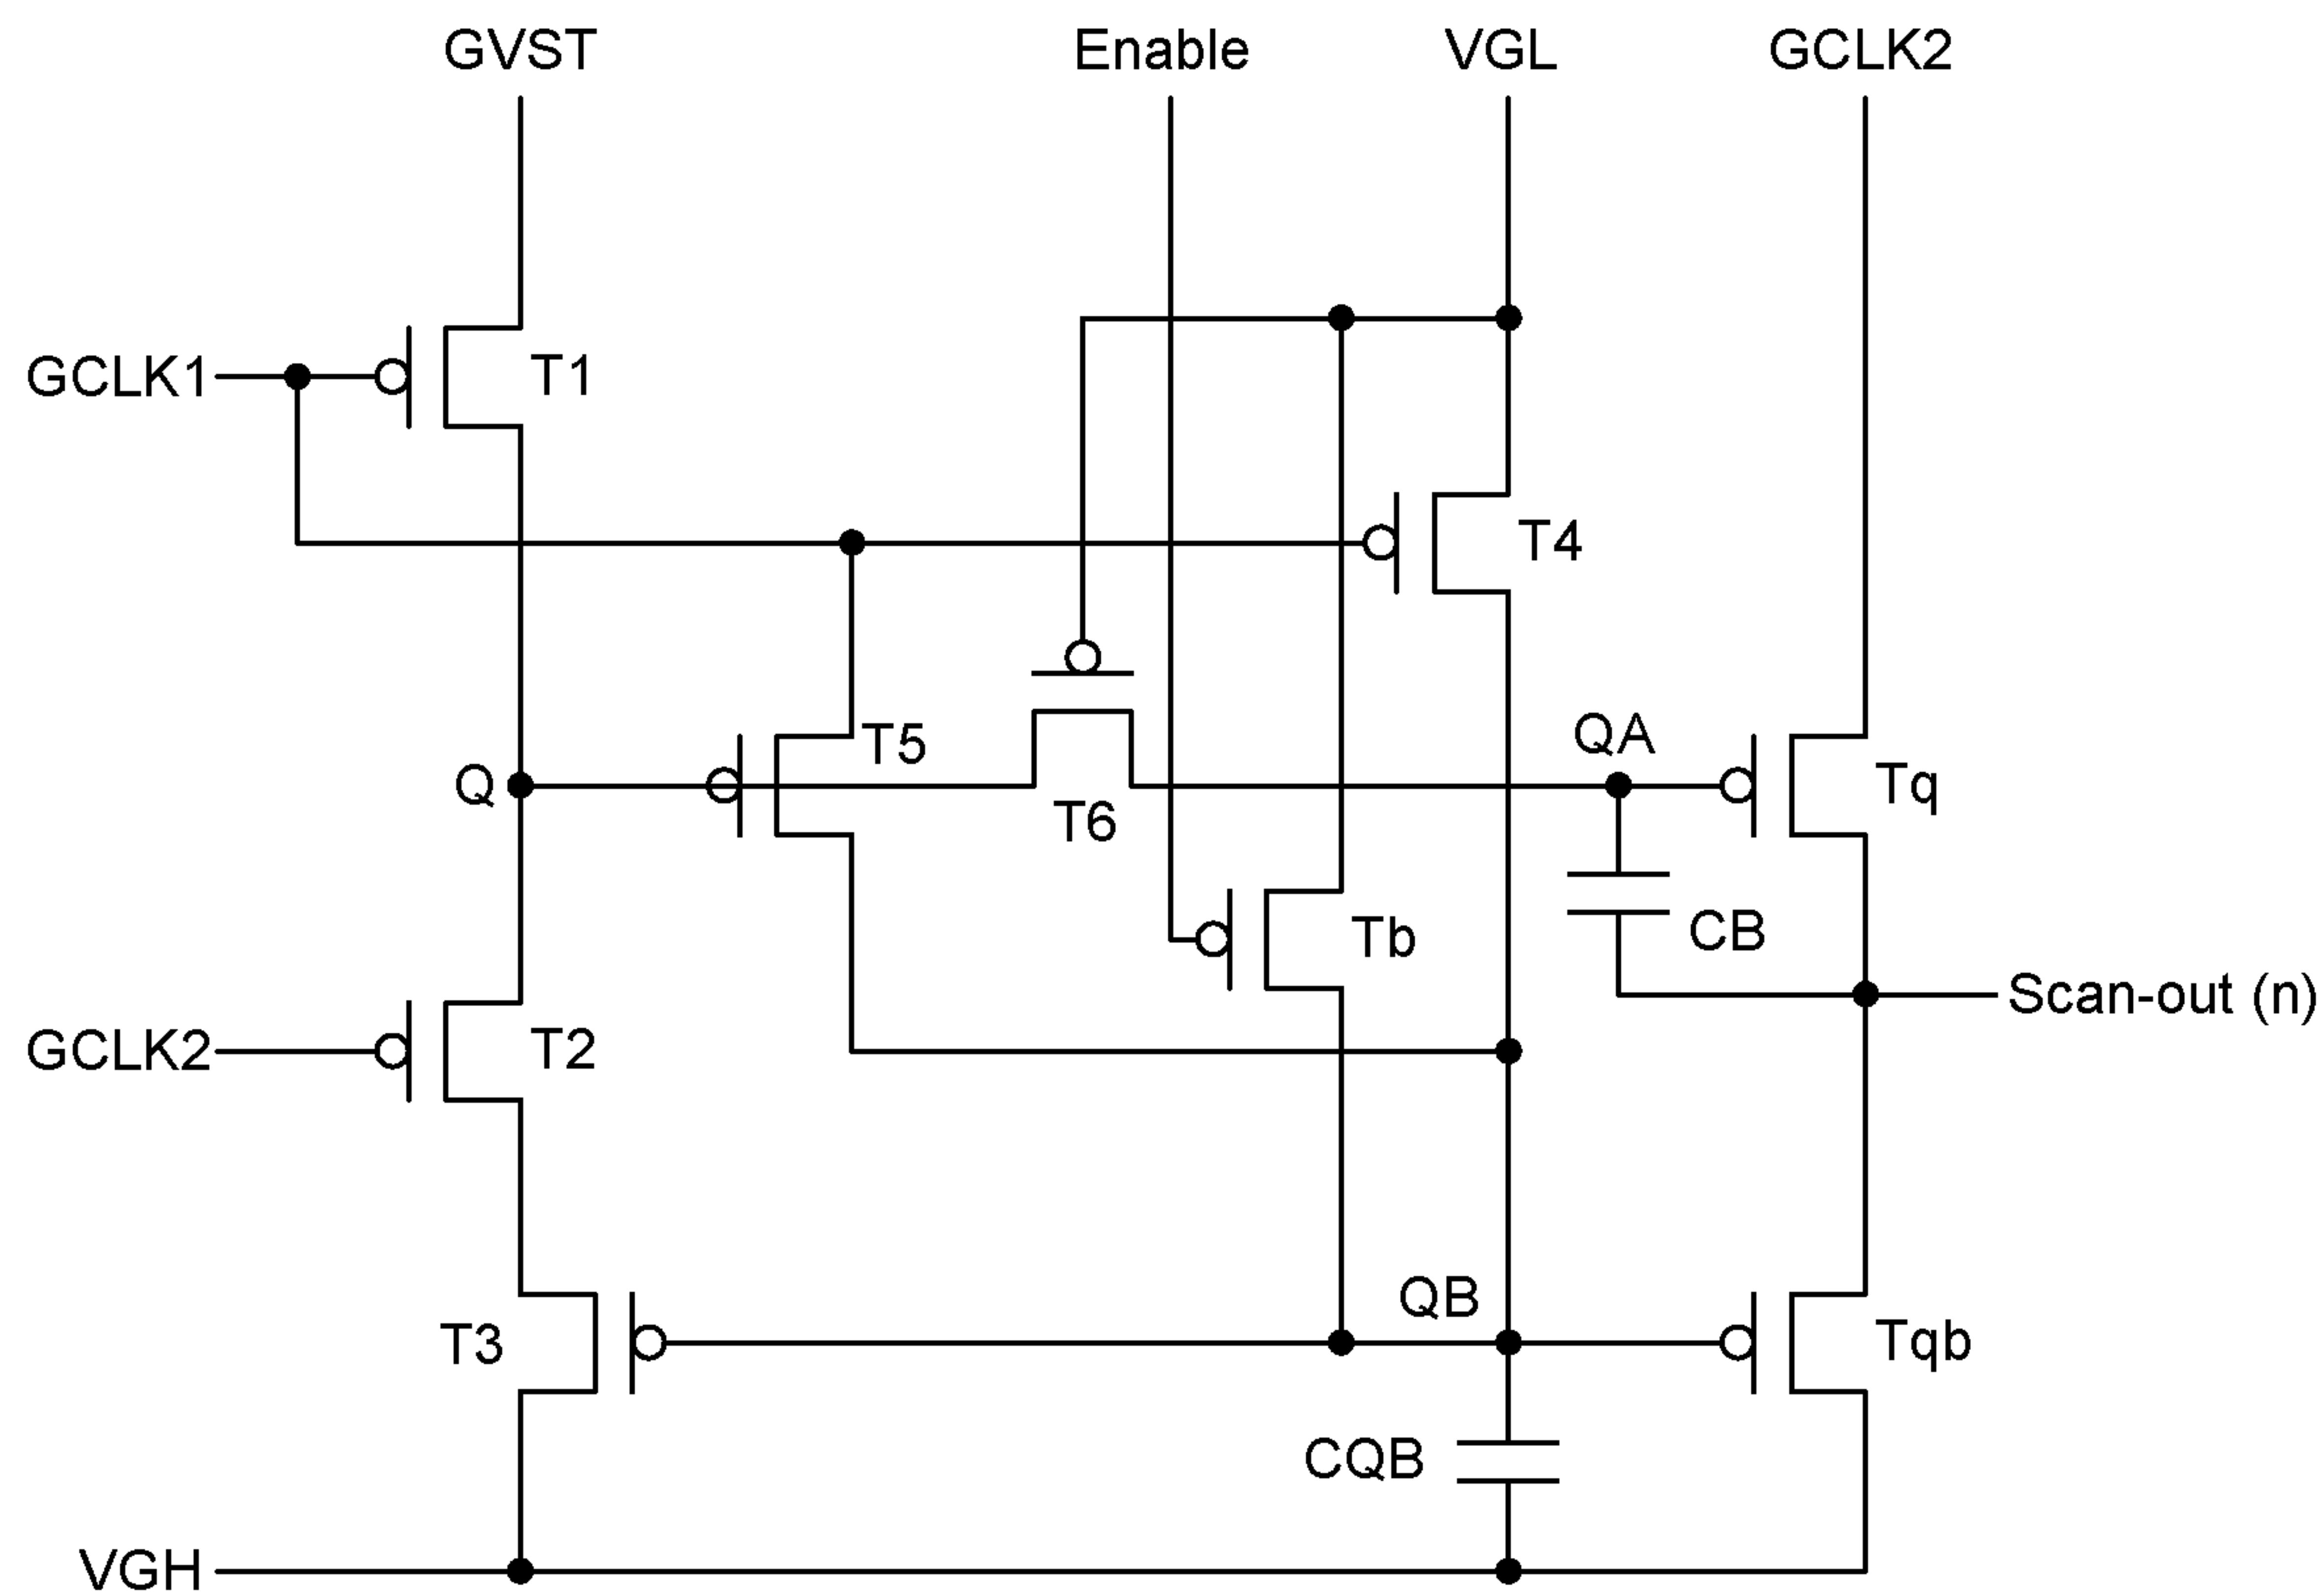 GVST
Enable
VGL
GCLK2
GCLK1
T1
T4
T5
QA
Q
T6
Tq
Tb
CB
Scan-out (n)
GCLK2
T2
QB
T3
Tqb
CQB
VGH